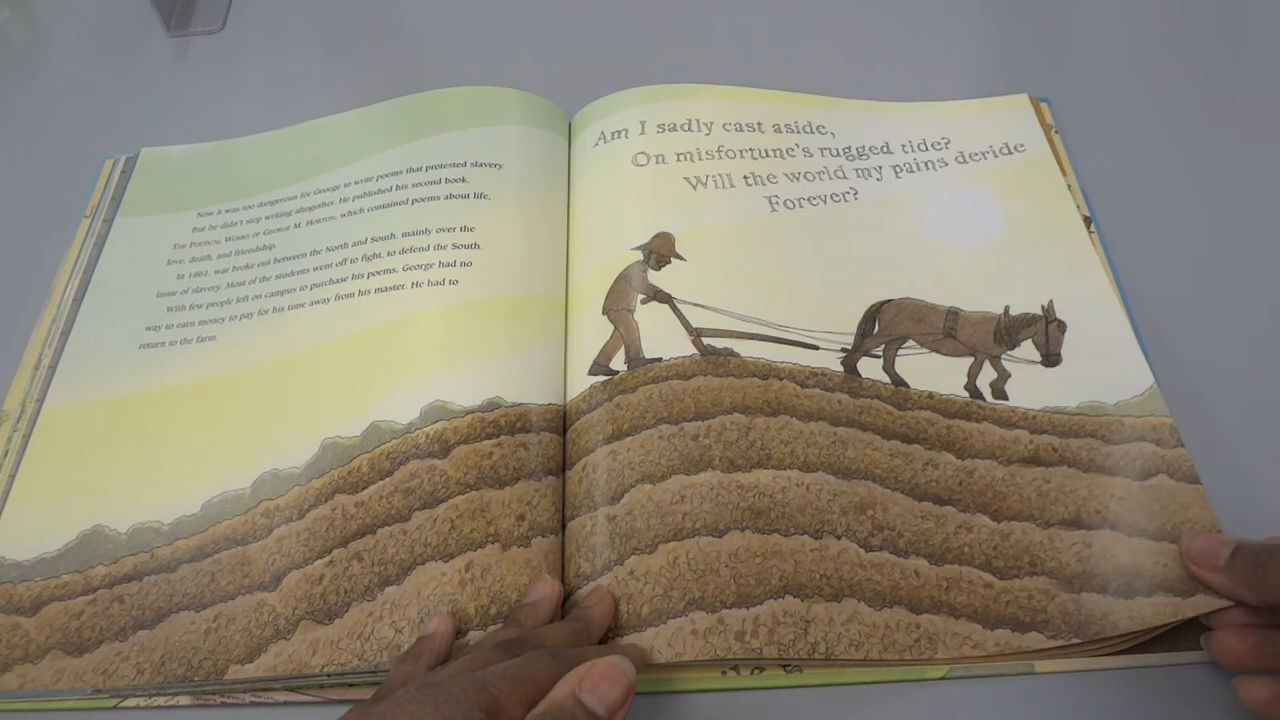 Now it was too dangerous for George to write poems that protested slavery.
But he didn't stop writing altogether. He published his second book,
THE POETICAL WORKS OF GEORGE M. HORTON, which contained poems about life,
love, death, and friendship.
In 1861, war broke out between the North and South, mainly over the
issue of slavery. Most of the students went off to fight, to defend the South.
With few people left on campus to purchase his poems, George had no
way to earn money to pay for his time away from his master. He had to
return to the farm.
Am I sadly cast aside,
On misfortune's rugged tide?
Will the world my pains deride
Forever?